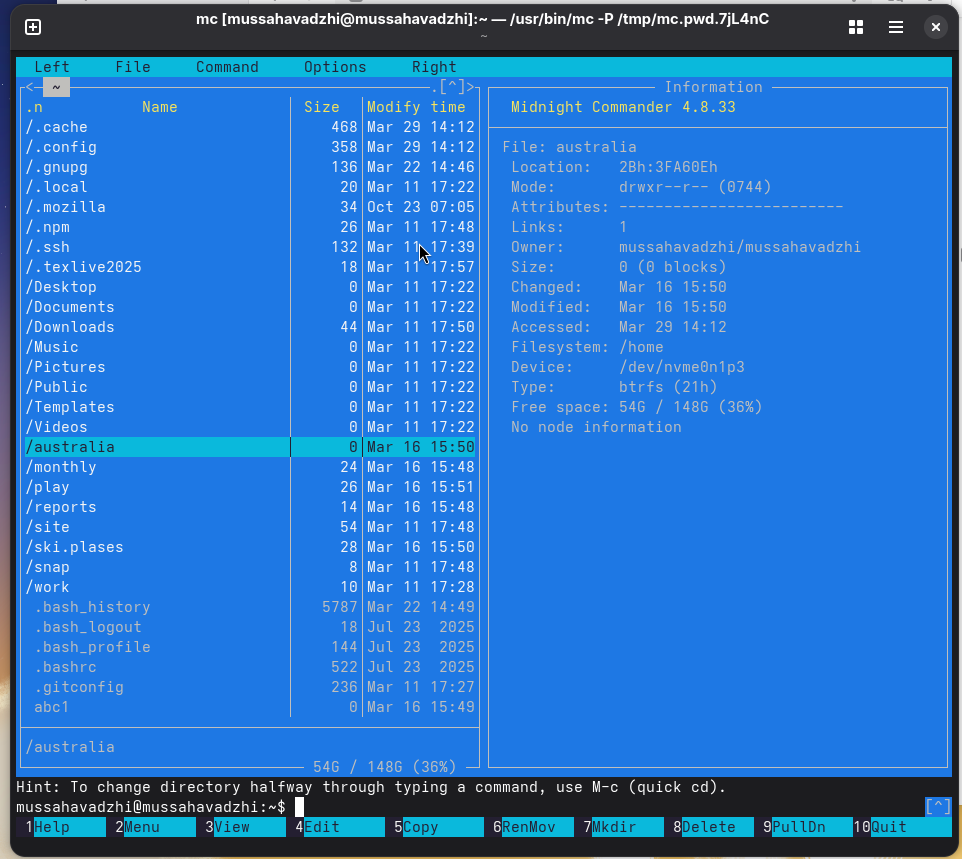 mc [mussahavadzhi@mussahavadzhi]:~ — /usr/bin/mc -P /tmp/mc.pwd.7jL4nC
~
Left File Command Options Right
<─ ~ .[^]>
.n Name Size Modify time
/.cache 468 Mar 29 14:12
/.config 358 Mar 29 14:12
/.gnupg 136 Mar 22 14:46
/.local 20 Mar 11 17:22
/.mozilla 34 Oct 23 07:05
/.npm 26 Mar 11 17:48
/.ssh 132 Mar 11 17:39
/.texlive2025 18 Mar 11 17:57
/Desktop 0 Mar 11 17:22
/Documents 0 Mar 11 17:22
/Downloads 44 Mar 11 17:50
/Music 0 Mar 11 17:22
/Pictures 0 Mar 11 17:22
/Public 0 Mar 11 17:22
/Templates 0 Mar 11 17:22
/Videos 0 Mar 11 17:22
/australia 0 Mar 16 15:50
/monthly 24 Mar 16 15:48
/play 26 Mar 16 15:51
/reports 14 Mar 16 15:48
/site 54 Mar 11 17:48
/ski.plases 28 Mar 16 15:50
/snap 8 Mar 11 17:48
/work 10 Mar 11 17:28
.bash_history 5787 Mar 22 14:49
.bash_logout 18 Jul 23 2025
.bash_profile 144 Jul 23 2025
.bashrc 522 Jul 23 2025
.gitconfig 236 Mar 11 17:27
abc1 0 Mar 16 15:49
/australia
54G / 148G (36%)
Information
Midnight Commander 4.8.33
File: australia
Location: 2Bh:3FA60Eh
Mode: drwxr--r-- (0744)
Attributes: -------------------------
Links: 1
Owner: mussahavadzhi/mussahavadzhi
Size: 0 (0 blocks)
Changed: Mar 16 15:50
Modified: Mar 16 15:50
Accessed: Mar 29 14:12
Filesystem: /home
Device: /dev/nvme0n1p3
Type: btrfs (21h)
Free space: 54G / 148G (36%)
No node information
Hint: To change directory halfway through typing a command, use M-c (quick cd).
mussahavadzhi@mussahavadzhi:~$ [^]
1Help 2Menu 3View 4Edit 5Copy 6RenMov 7Mkdir 8Delete 9PullDn 10Quit